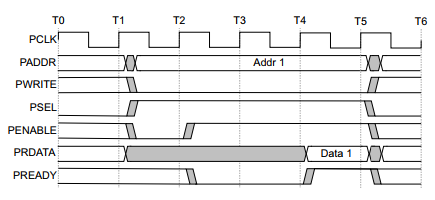 T0 T1 T2 T3 T4 T5 T6
PCLK
PADDR Addr 1
PWRITE
PSEL
PENABLE
PRDATA Data 1
PREADY